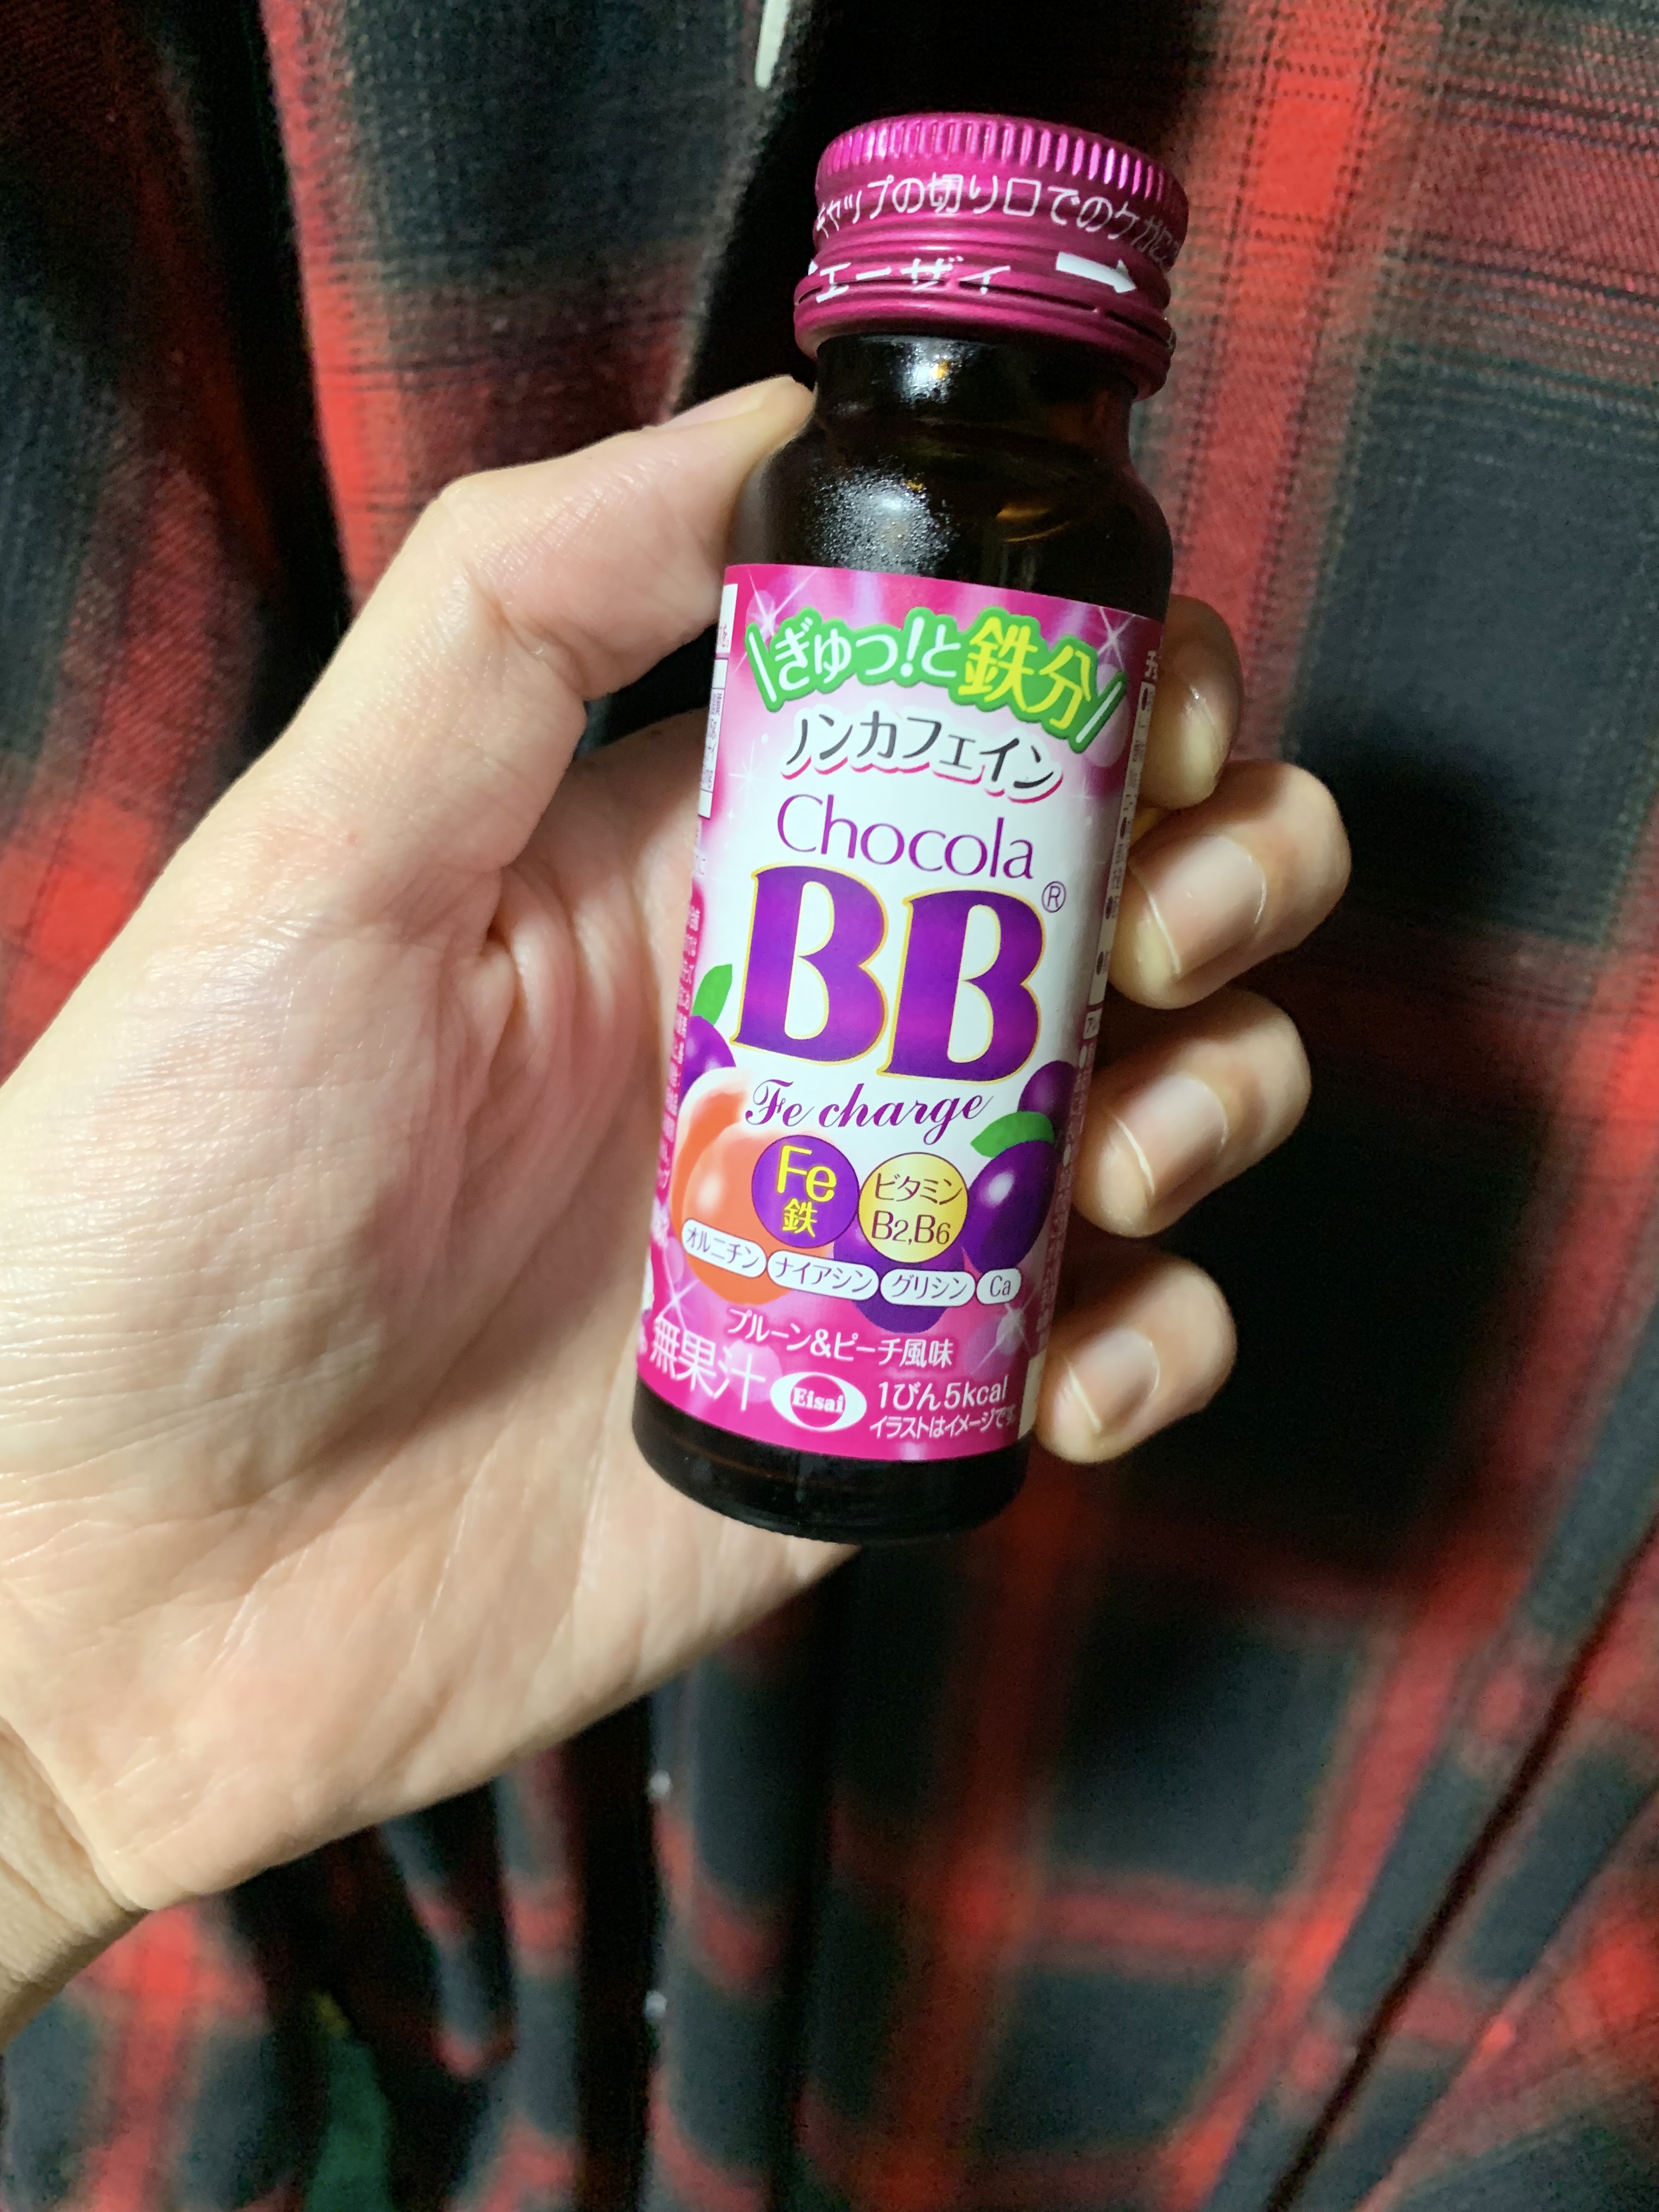 キャップの切り口でのケガに
エーザイ
ぎゅっ!と鉄分
ノンカフェイン
Chocola
BB®
Fe charge
Fe
鉄
ビタミン
B2,B6
オルニチン ナイアシン グリシン Ca
プルーン&ピーチ風味
無果汁
Eisai
1びん5kcal
イラストはイメージです